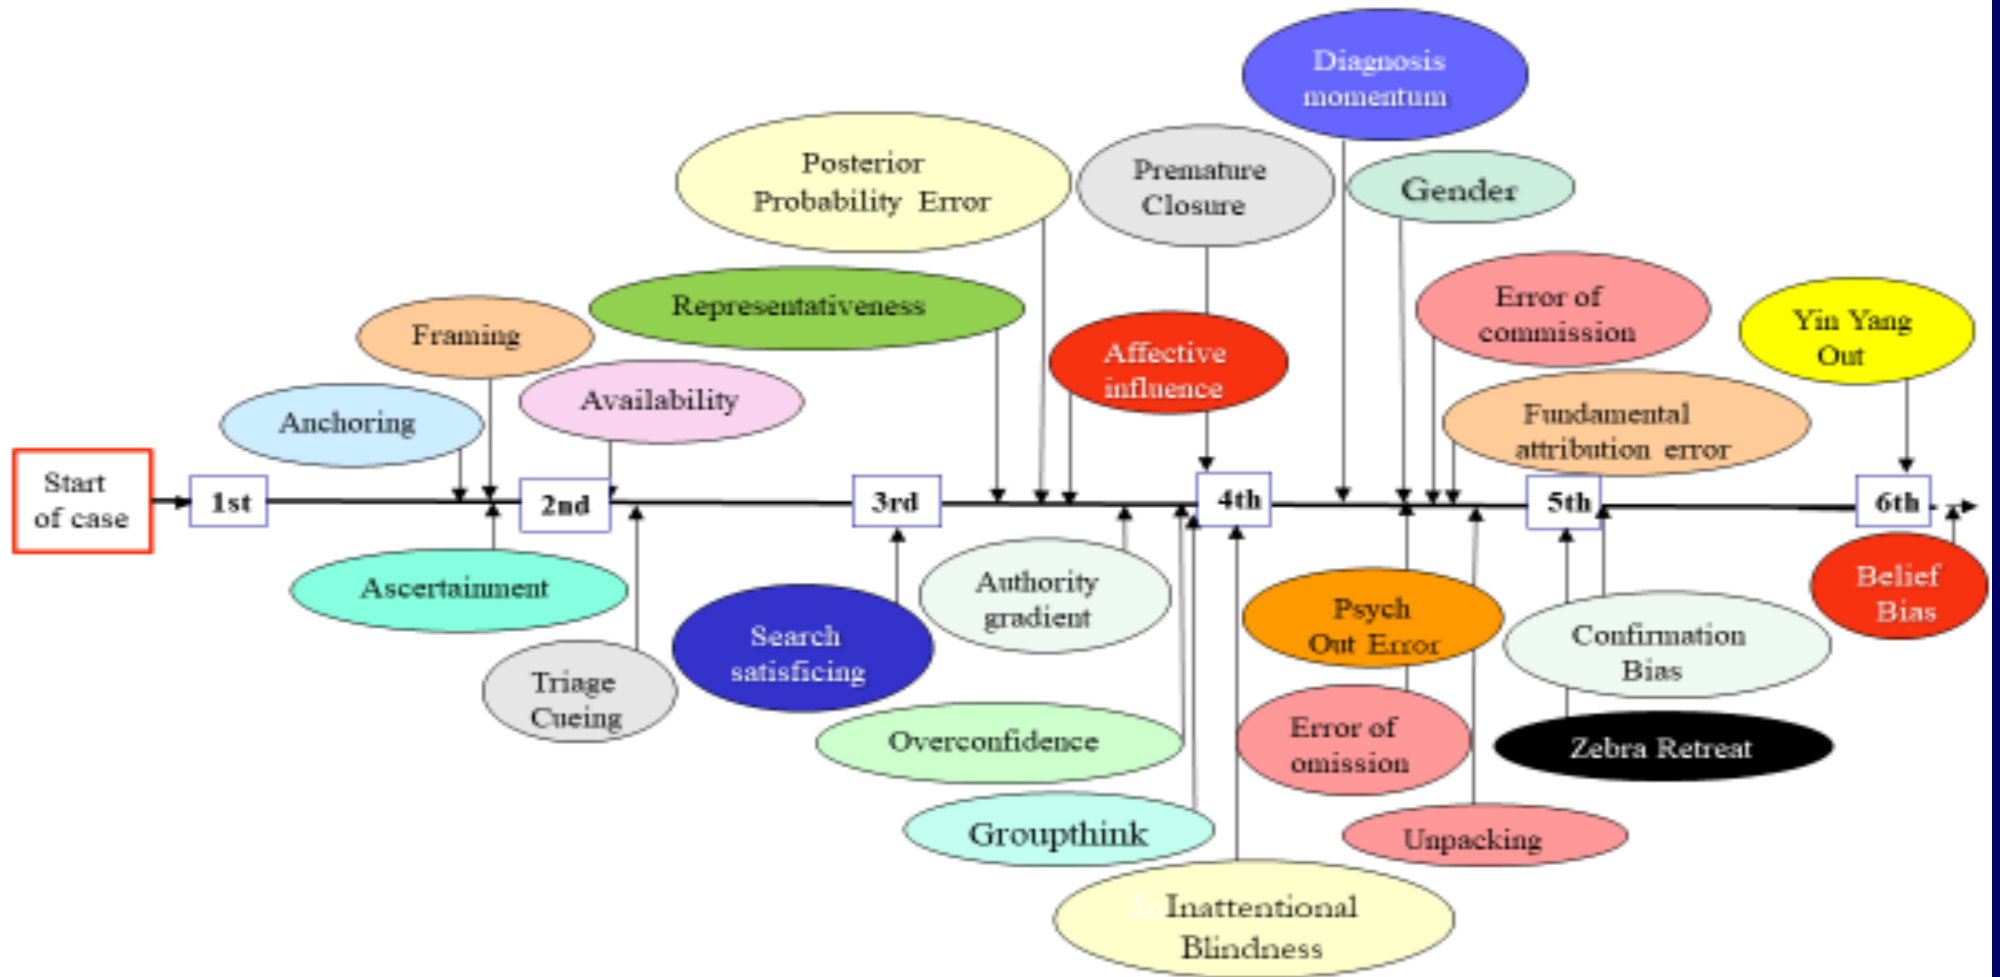 Diagnosis
momentum
Posterior
Probability Error
Premature
Closure
Gender
Representativeness
Error of
commission
Framing
Yin Yang
Out
Affective
influence
Availability
Anchoring
Fundamental
attribution error
Start
of case
1st
2nd
3rd
4th
5th
6th
Ascertainment
Authority
gradient
Belief
Bias
Psych
Out Error
Search
satisficing
Confirmation
Bias
Triage
Cueing
Overconfidence
Error of
omission
Zebra Retreat
Groupthink
Unpacking
Inattentional
Blindness